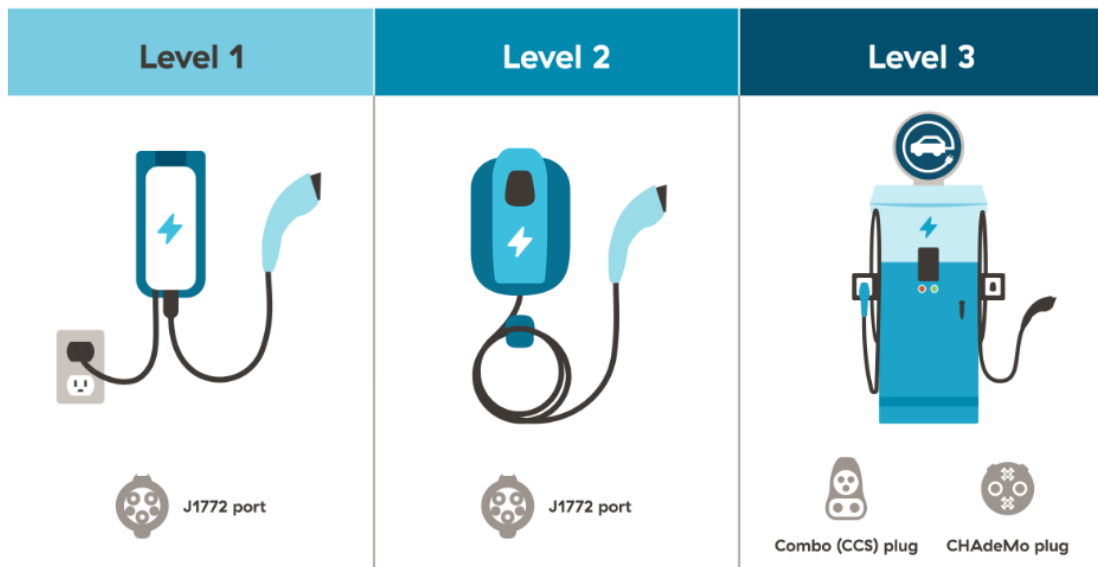 Level 1
Level 2
Level 3
J1772 port
J1772 port
Combo (CCS) plug
CHAdeMo plug